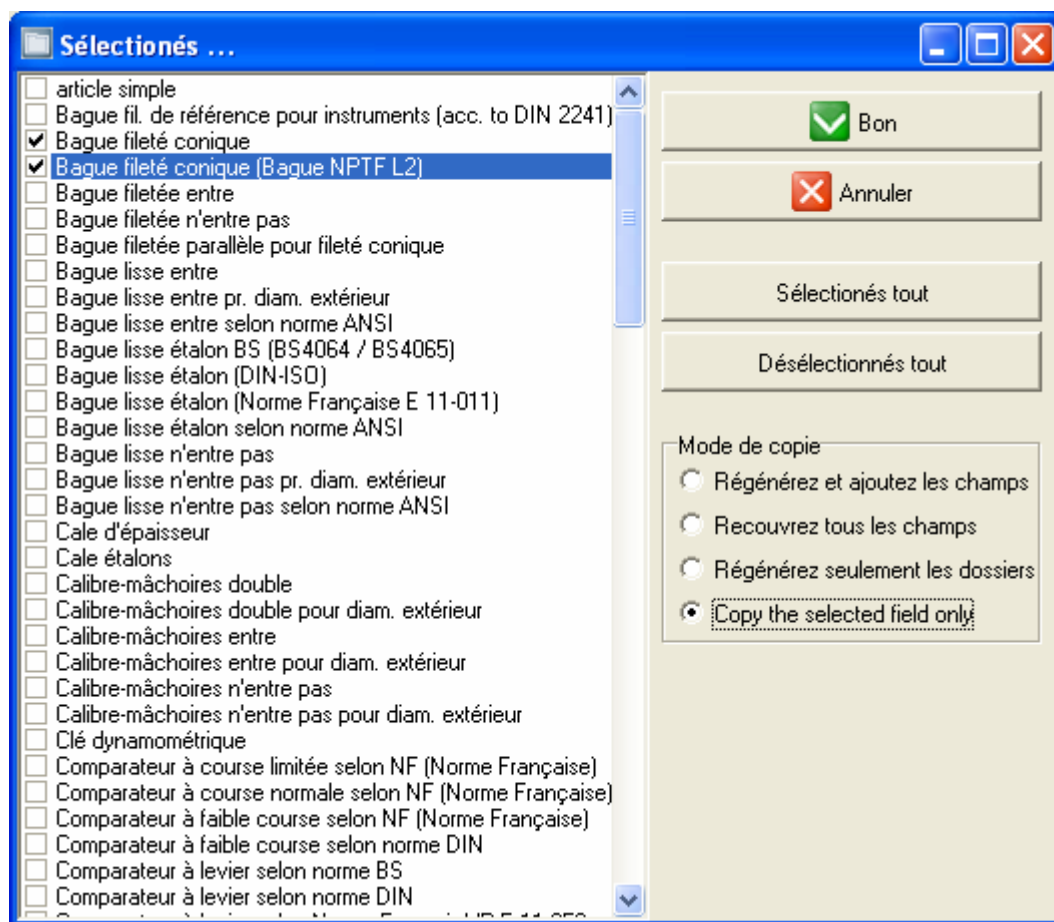 Sélectionés ...
article simple
Bague fil. de référence pour instruments (acc. to DIN 2241)
Bague fileté conique
Bague fileté conique (Bague NPTF L2)
Bague filetée entre
Bague filetée n'entre pas
Bague filetée parallèle pour fileté conique
Bague lisse entre
Bague lisse entre pr. diam. extérieur
Bague lisse entre selon norme ANSI
Bague lisse étalon BS (BS4064 / BS4065)
Bague lisse étalon (DIN-ISO)
Bague lisse étalon (Norme Française E 11-011)
Bague lisse étalon selon norme ANSI
Bague lisse n'entre pas
Bague lisse n'entre pas pr. diam. extérieur
Bague lisse n'entre pas selon norme ANSI
Cale d'épaisseur
Cale étalons
Calibre-mâchoires double
Calibre-mâchoires double pour diam. extérieur
Calibre-mâchoires entre
Calibre-mâchoires entre pour diam. extérieur
Calibre-mâchoires n'entre pas
Calibre-mâchoires n'entre pas pour diam. extérieur
Clé dynamométrique
Comparateur à course limitée selon NF (Norme Française)
Comparateur à course normale selon NF (Norme Française)
Comparateur à faible course selon NF (Norme Française)
Comparateur à faible course selon norme DIN
Comparateur à levier selon norme BS
Comparateur à levier selon norme DIN
Bon
Annuler
Sélectionés tout
Désélectionnés tout
Mode de copie
Régénérez et ajoutez les champs
Recouvrez tous les champs
Régénérez seulement les dossiers
Copy the selected field only